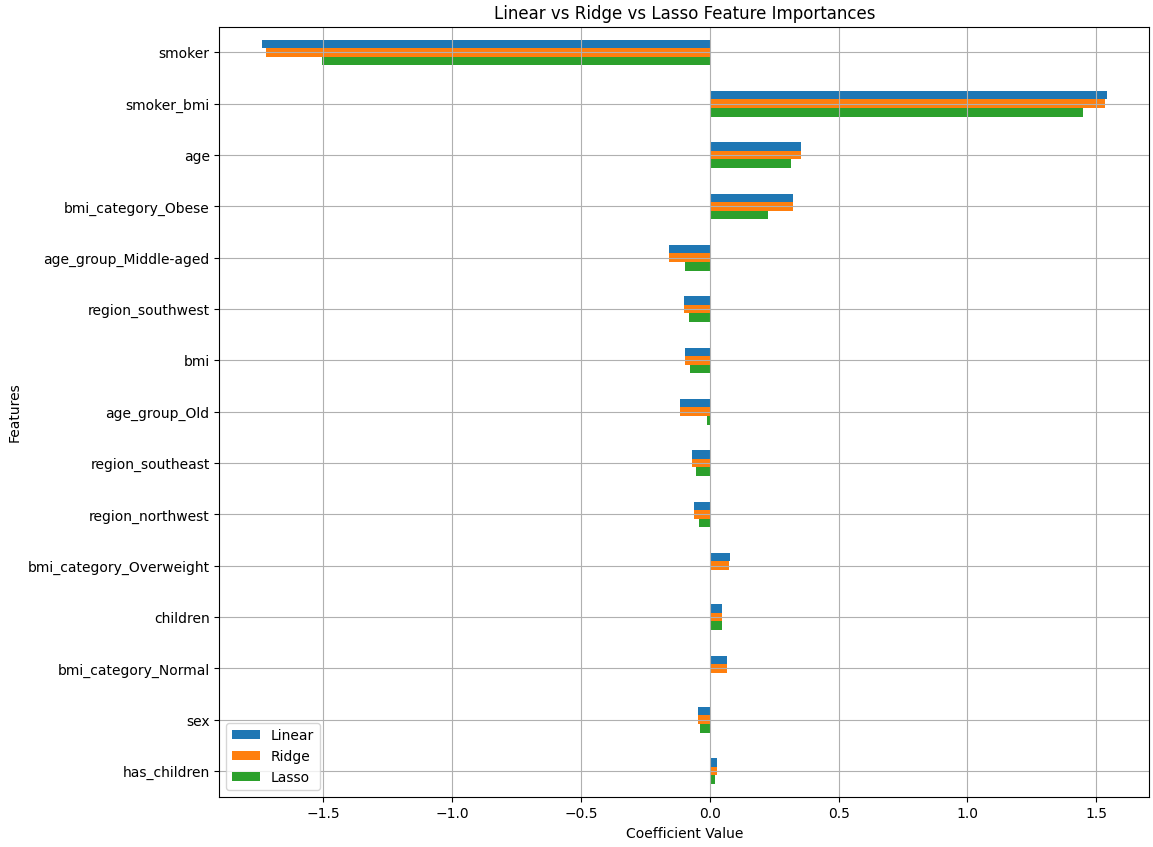 Linear vs Ridge vs Lasso Feature Importances
smoker
smoker_bmi
age
bmi_category_Obese
age_group_Middle-aged
region_southwest
bmi
age_group_Old
region_southeast
region_northwest
bmi_category_Overweight
children
bmi_category_Normal
sex
has_children
Features
Linear
Ridge
Lasso
−1.5 −1.0 −0.5 0.0 0.5 1.0 1.5
Coefficient Value